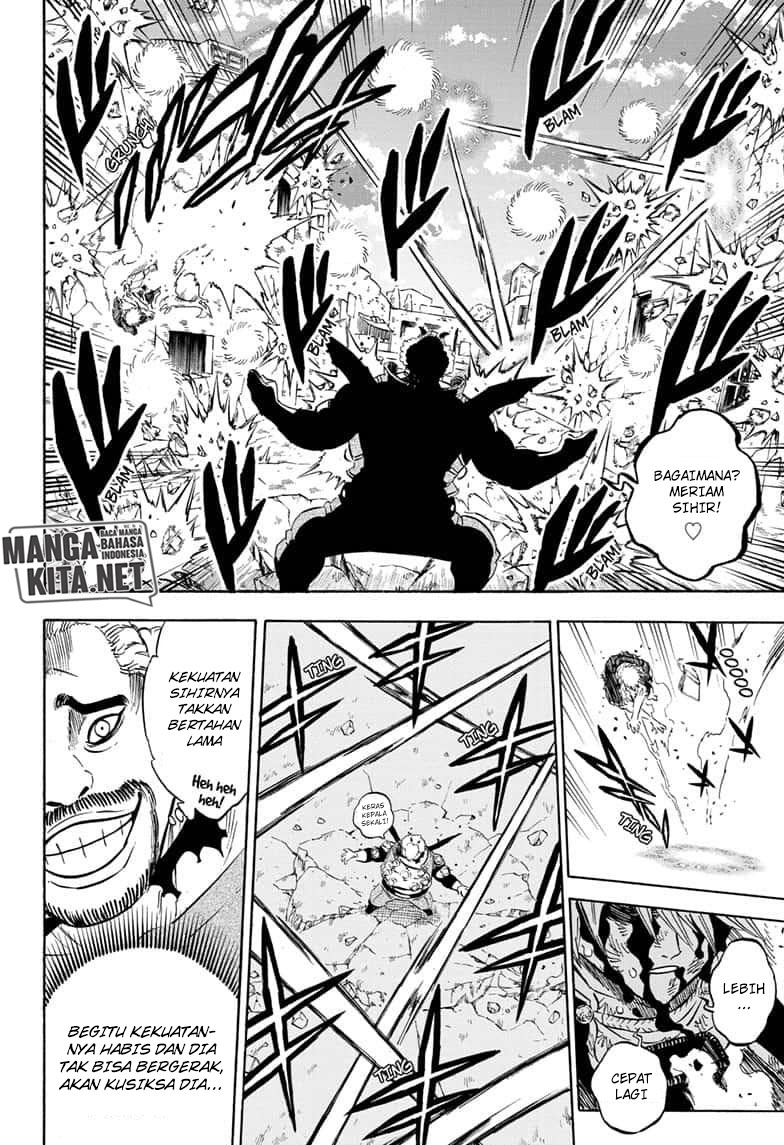 GRUNCH!
BLAM
BLAM
BLAM
BLAM
BLAM
BLAM
BAGAIMANA?
MERIAM
SIHIR!
♡
MANGA
KITA.NET
BACA MANGA
BAHASA
INDONESIA
OOOOO
TING
LEBIH
...
CEPAT
LAGI
TING
TING
KERAS
KEPALA
SEKALI!
TING
TING
KEKUATAN
SIHIRNYA
TAKKAN
BERTAHAN
LAMA
Heh heh
heh!
BEGITU KEKUATAN-
NYA HABIS DAN DIA
TAK BISA BERGERAK,
AKAN KUSIKSA DIA...